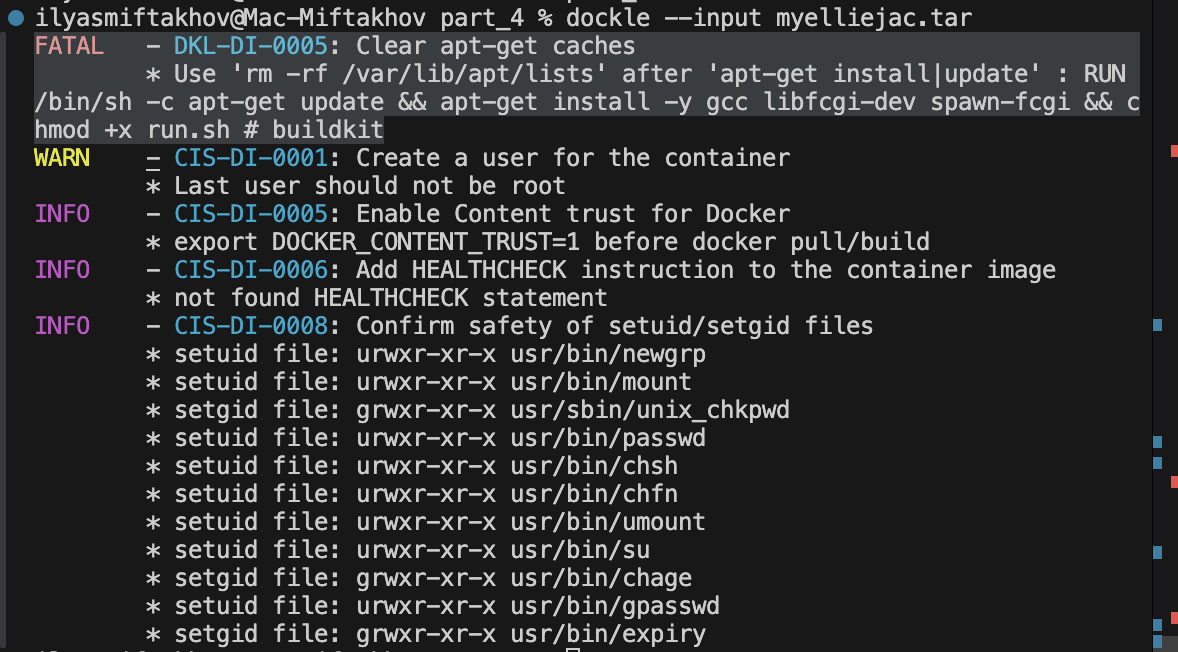 ilyasmiftakhov@Mac-Miftakhov part_4 % dockle --input myelliejac.tar
FATAL - DKL-DI-0005: Clear apt-get caches
* Use 'rm -rf /var/lib/apt/lists' after 'apt-get install|update' : RUN
/bin/sh -c apt-get update && apt-get install -y gcc libfcgi-dev spawn-fcgi && c
hmod +x run.sh # buildkit
WARN - CIS-DI-0001: Create a user for the container
* Last user should not be root
INFO - CIS-DI-0005: Enable Content trust for Docker
* export DOCKER_CONTENT_TRUST=1 before docker pull/build
INFO - CIS-DI-0006: Add HEALTHCHECK instruction to the container image
* not found HEALTHCHECK statement
INFO - CIS-DI-0008: Confirm safety of setuid/setgid files
* setuid file: urwxr-xr-x usr/bin/newgrp
* setuid file: urwxr-xr-x usr/bin/mount
* setgid file: grwxr-xr-x usr/sbin/unix_chkpwd
* setuid file: urwxr-xr-x usr/bin/passwd
* setuid file: urwxr-xr-x usr/bin/chsh
* setuid file: urwxr-xr-x usr/bin/chfn
* setuid file: urwxr-xr-x usr/bin/umount
* setuid file: urwxr-xr-x usr/bin/su
* setgid file: grwxr-xr-x usr/bin/chage
* setuid file: urwxr-xr-x usr/bin/gpasswd
* setgid file: grwxr-xr-x usr/bin/expiry